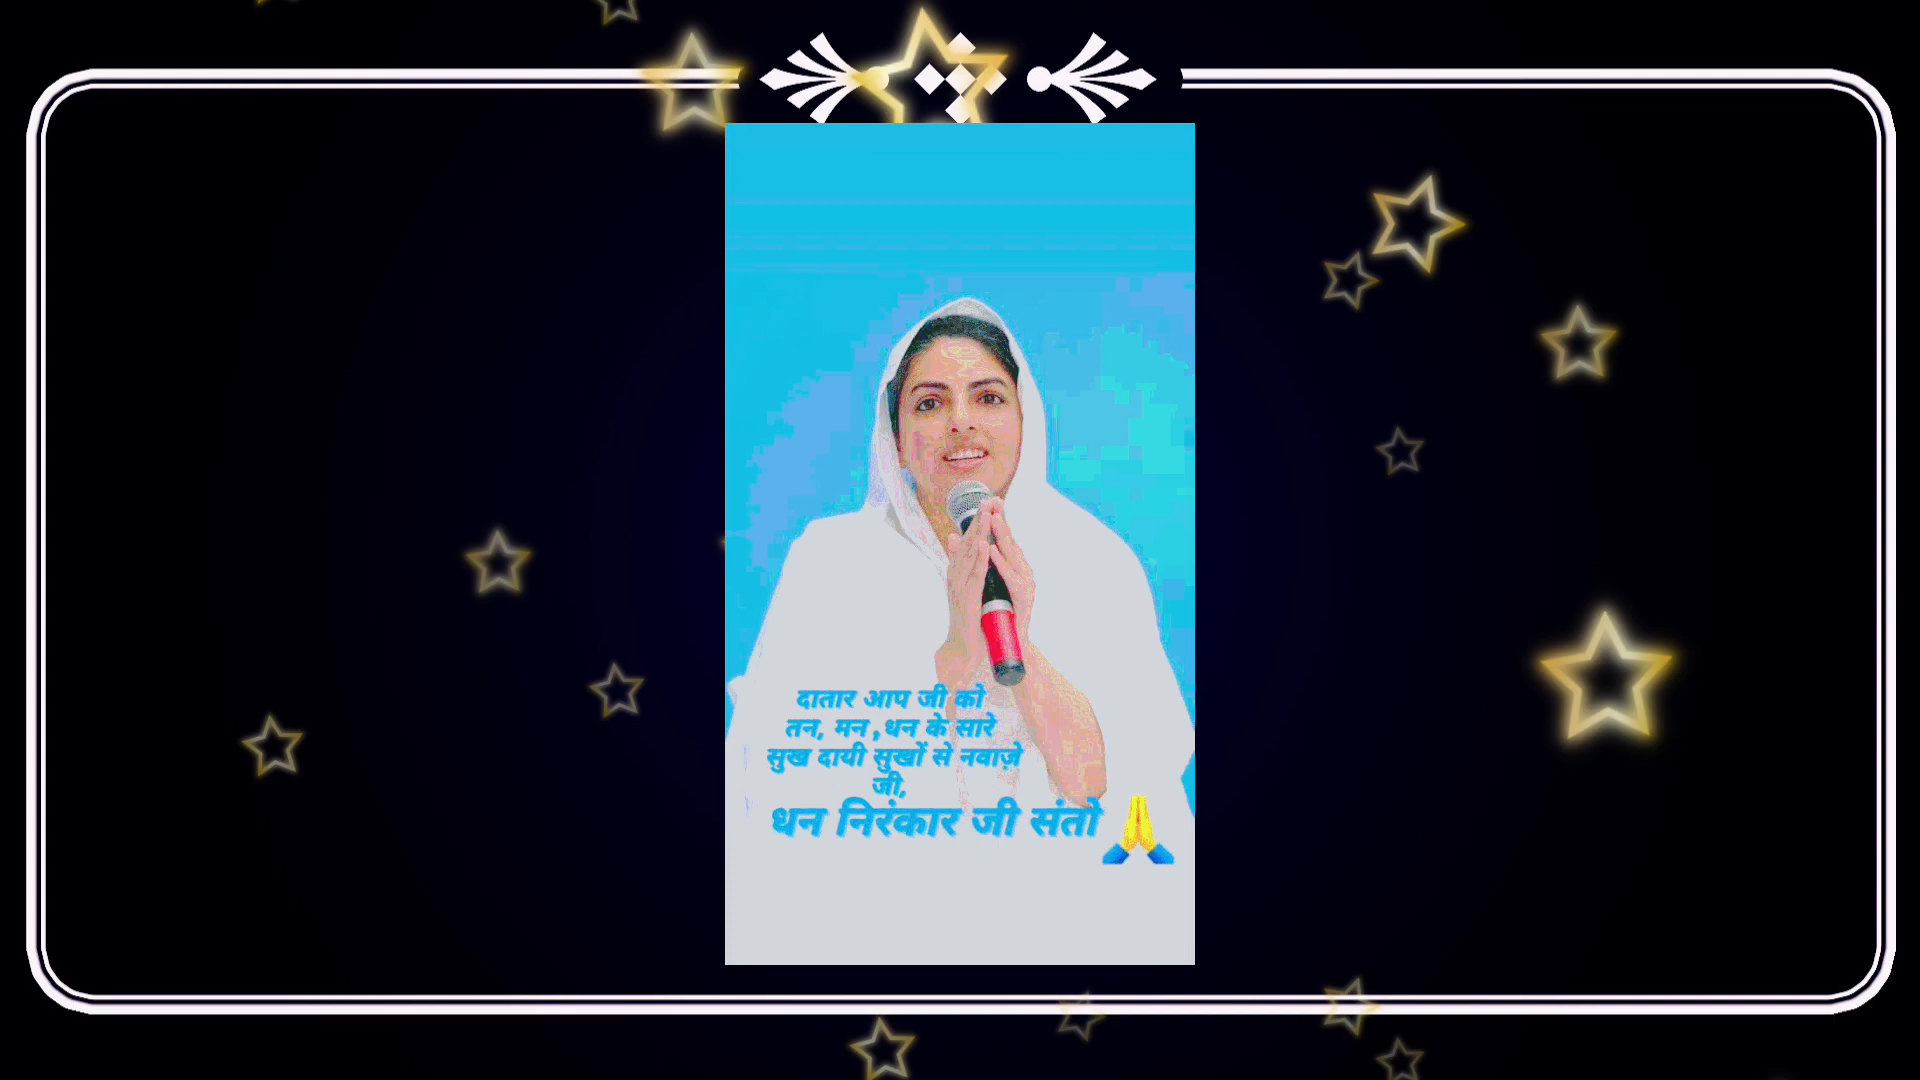 दातार आप जी को
तन, मन ,धन के सारे
सुख दायी सुखों से नवाज़े
जी,
धन निरंकार जी संतो 🙏